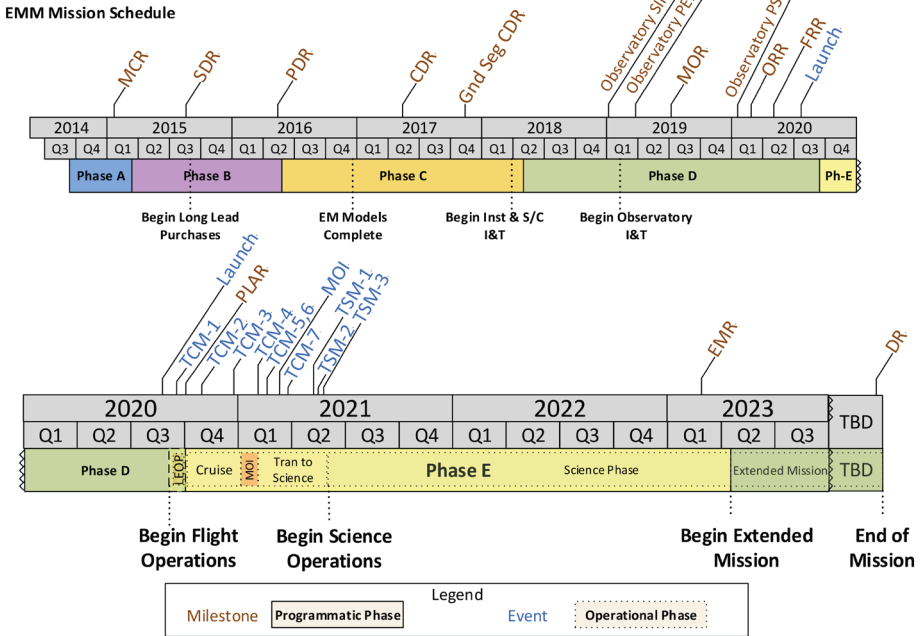 EMM Mission Schedule
MCR
SDR
PDR
CDR
Gnd Seg CDR
Observatory
Observatory
MOR
Observatory
ORR
FRR
Launch
2014 2015 2016 2017 2018 2019 2020
Q3 Q4 Q1 Q2 Q3 Q4 Q1 Q2 Q3 Q4 Q1 Q2 Q3 Q4 Q1 Q2 Q3 Q4 Q1 Q2 Q3 Q4 Q1 Q2 Q3 Q4
Phase A Phase B Phase C Phase D Ph-E
Begin Long Lead
Purchases
EM Models
Complete
Begin Inst & S/C
I&T
Begin Observatory
I&T
Launch
TCM-1
PLAR
TCM-2
TCM-3
TCM-4
TCM-5,6
MOI
TCM-7
TSM-1
TSM-2
TSM-3
EMR
DR
2020 2021 2022 2023 TBD
Q1 Q2 Q3 Q4 Q1 Q2 Q3 Q4 Q1 Q2 Q3 Q4 Q1 Q2 Q3
Phase D LEOP Cruise MOI Tran to
Science Phase E Science Phase Extended Mission TBD
Begin Flight
Operations
Begin Science
Operations
Begin Extended
Mission
End of
Mission
Legend
Milestone Programmatic Phase Event Operational Phase